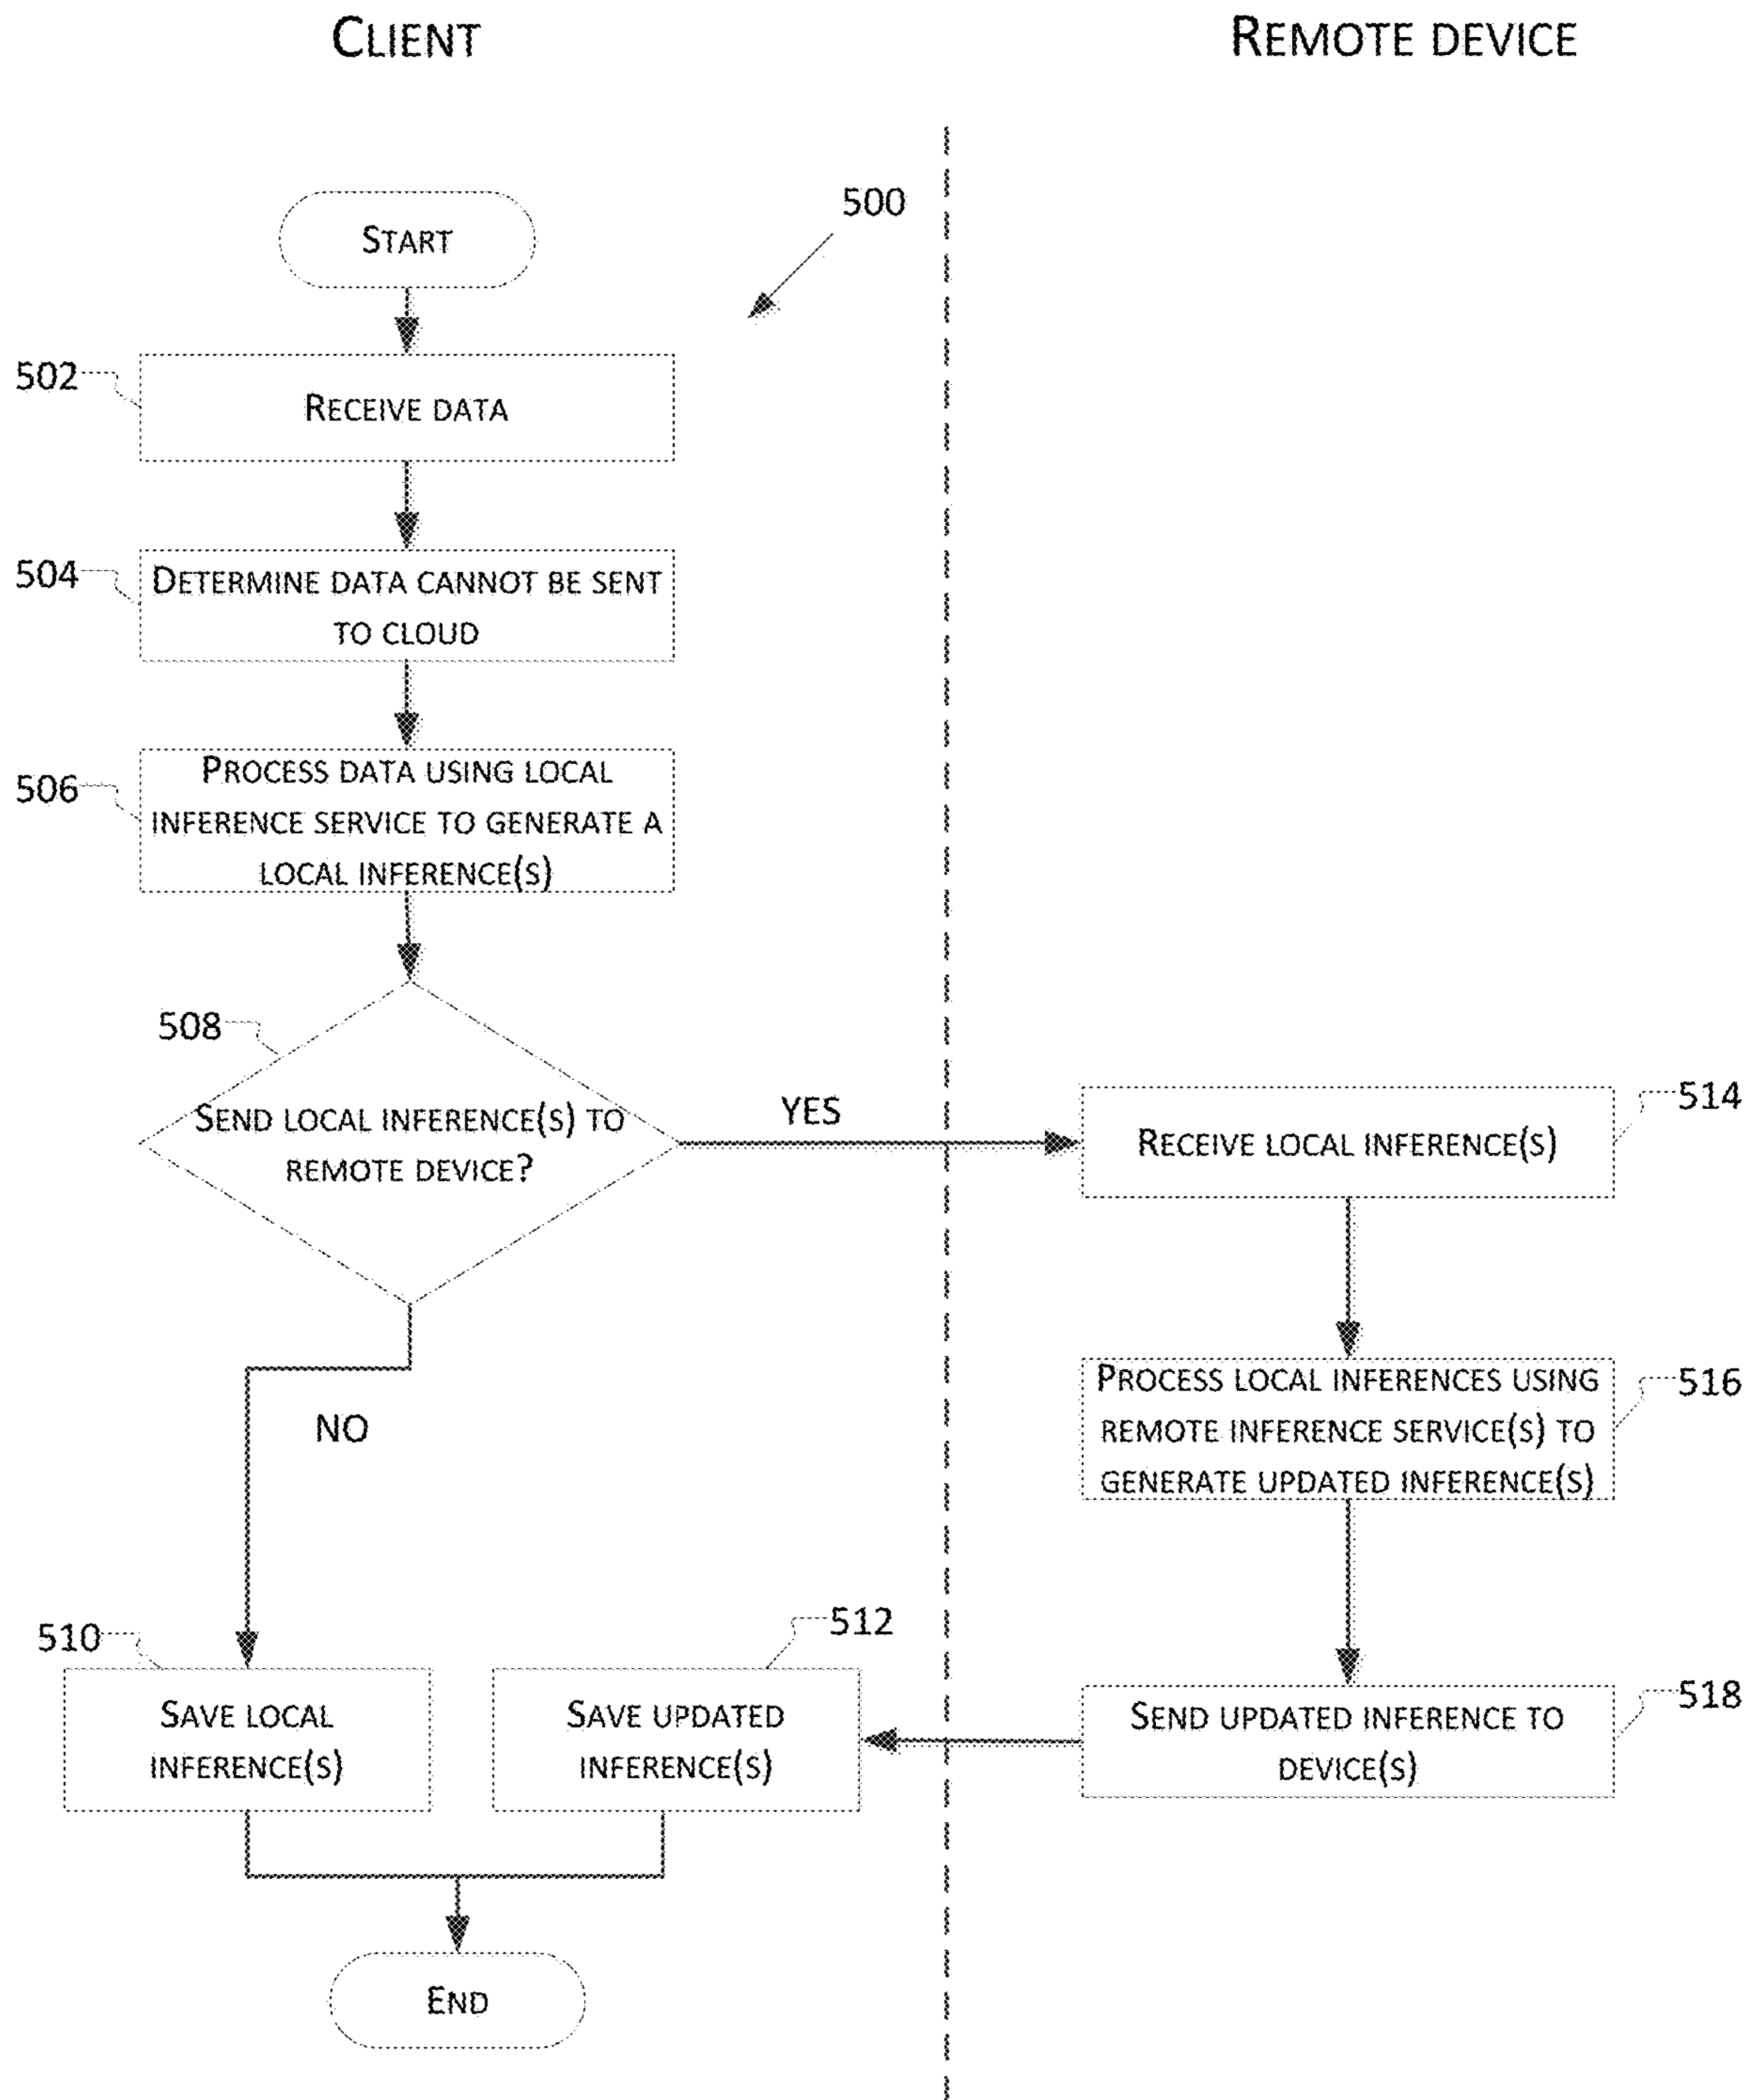 CLIENT
REMOTE DEVICE
500
START
502
RECEIVE DATA
504
DETERMINE DATA CANNOT BE SENT
TO CLOUD
506
PROCESS DATA USING LOCAL
INFERENCE SERVICE TO GENERATE A
LOCAL INFERENCE(S)
508
SEND LOCAL INFERENCE(S) TO
REMOTE DEVICE?
YES
NO
514
RECEIVE LOCAL INFERENCE(S)
516
PROCESS LOCAL INFERENCES USING
REMOTE INFERENCE SERVICE(S) TO
GENERATE UPDATED INFERENCE(S)
510
SAVE LOCAL
INFERENCE(S)
512
SAVE UPDATED
INFERENCE(S)
518
SEND UPDATED INFERENCE TO
DEVICE(S)
END